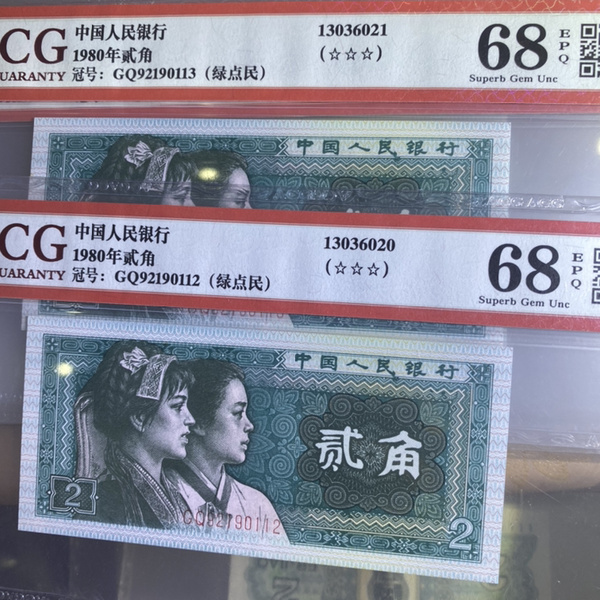 CG
UARANTY
中国人民银行
1980年贰角
冠号：GQ92190113（绿点民）
13036021
(☆☆☆)
68
EPQ
Superb Gem Unc
中国人民银行
CG
UARANTY
中国人民银行
1980年贰角
冠号：GQ92190112（绿点民）
13036020
(☆☆☆)
68
EPQ
Superb Gem Unc
中国人民银行
贰角
2
GQ92190112
2